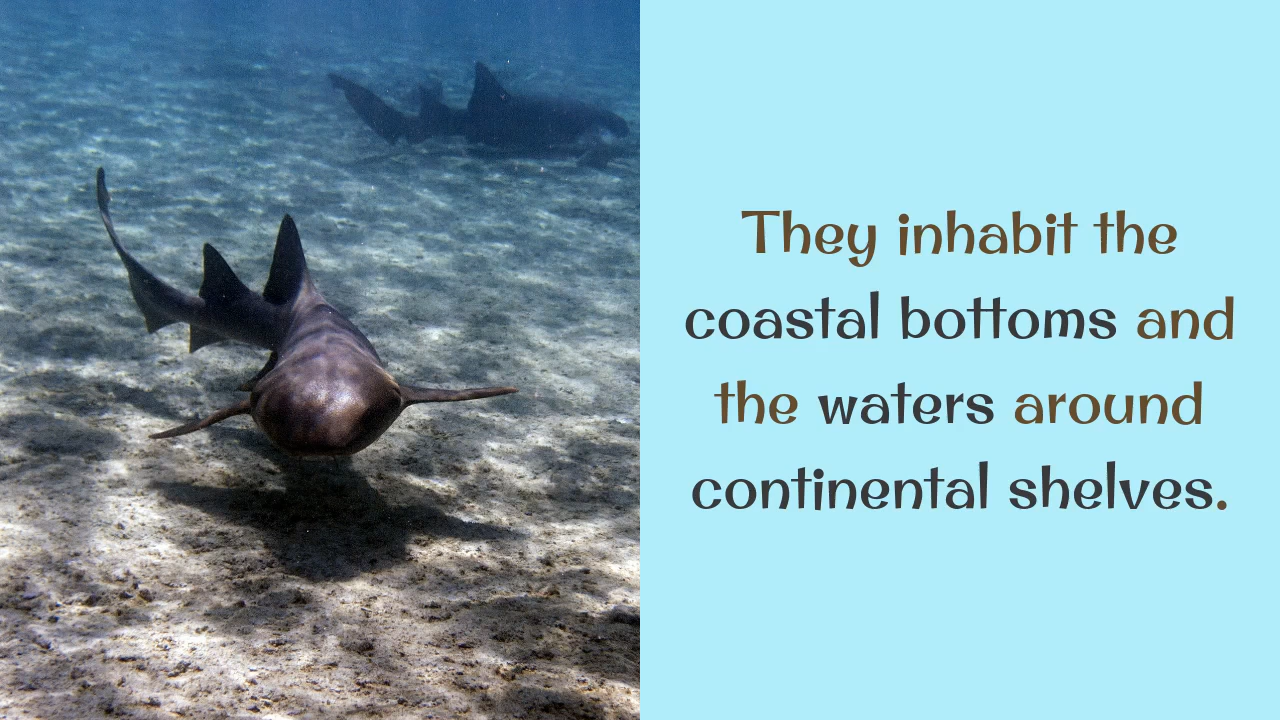 They inhabit the
coastal bottoms and
the waters around
continental shelves.